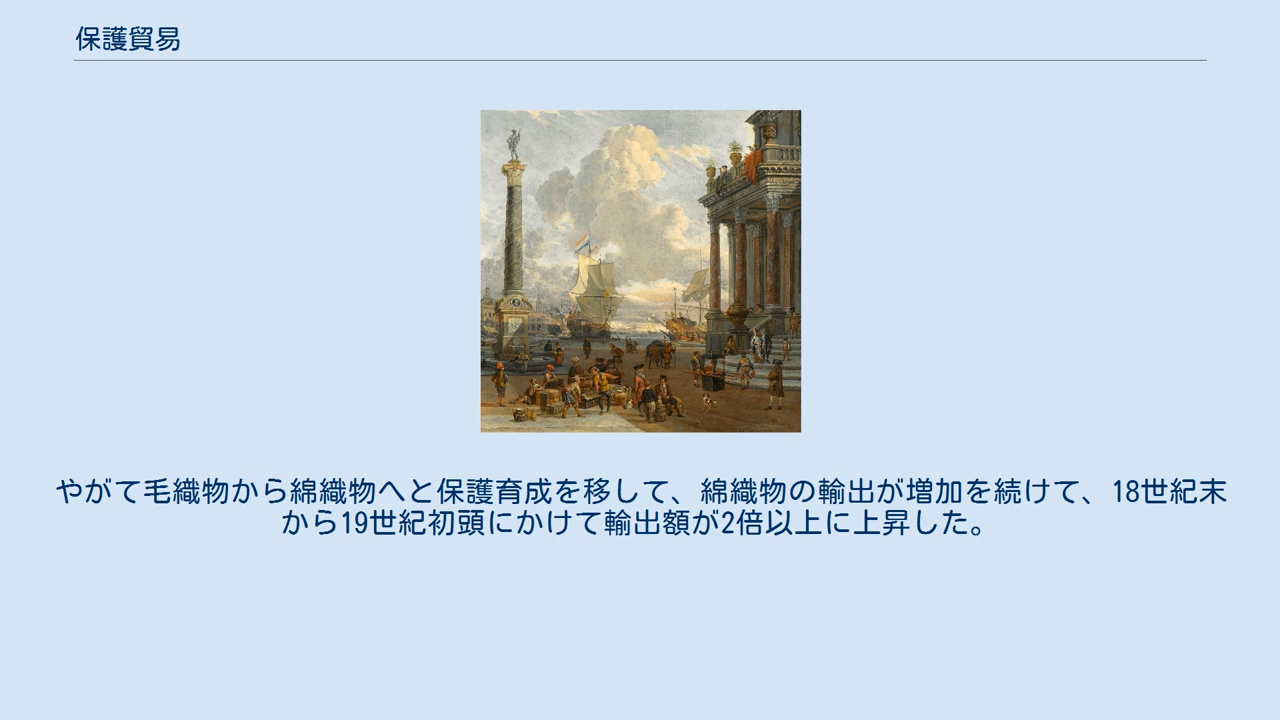 保護貿易
やがて毛織物から綿織物へと保護育成を移して、綿織物の輸出が増加を続けて、18世紀末
から19世紀初頭にかけて輸出額が2倍以上に上昇した。